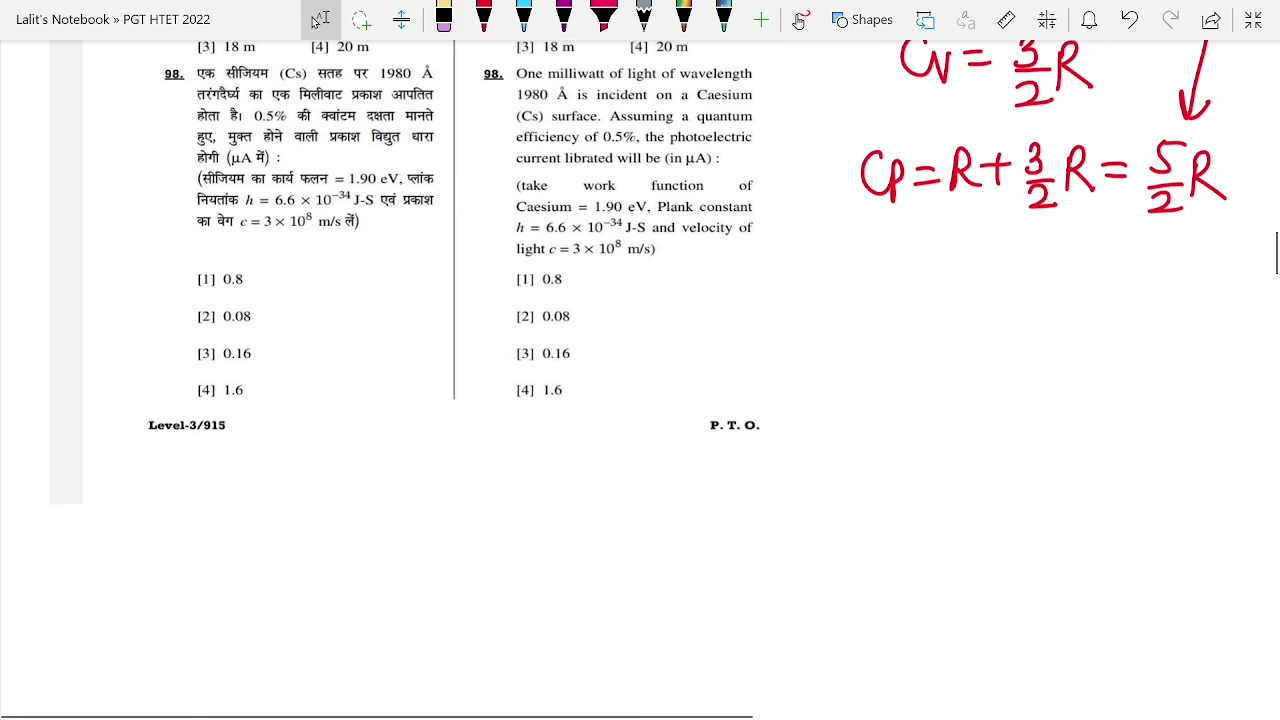 Lalit's Notebook » PGT HTET 2022
Shapes
[3] 18 m [4] 20 m
98. एक सीजियम (Cs) सतह पर 1980 Å
तरंगदैर्घ्य का एक मिलीवाट प्रकाश आपतित
होता है। 0.5% की क्वांटम दक्षता मानते
हुए, मुक्त होने वाली प्रकाश विद्युत धारा
होगी (μA में) :
(सीजियम का कार्य फलन = 1.90 eV, प्लांक
नियतांक h = 6.6 × 10⁻³⁴ J-S एवं प्रकाश
का वेग c = 3 × 10⁸ m/s लें)
[1] 0.8
[2] 0.08
[3] 0.16
[4] 1.6
Level-3/915
[3] 18 m [4] 20 m
98. One milliwatt of light of wavelength
1980 Å is incident on a Caesium
(Cs) surface. Assuming a quantum
efficiency of 0.5%, the photoelectric
current librated will be (in μA) :
(take work function of
Caesium = 1.90 eV, Plank constant
h = 6.6 × 10⁻³⁴ J-S and velocity of
light c = 3 × 10⁸ m/s)
[1] 0.8
[2] 0.08
[3] 0.16
[4] 1.6
P. T. O.
Cv = 3/2 R
Cp = R + 3/2 R = 5/2 R